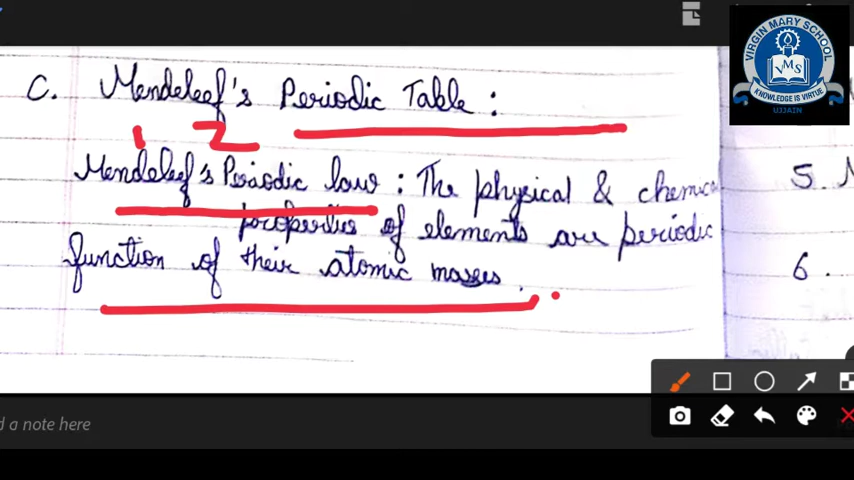 VIRGIN MARY SCHOOL
VMS
KNOWLEDGE IS VIRTUE
UJJAIN
C. Mendeleef's Periodic Table :
Mendeleef's Periodic law : The physical & chemical
properties of elements are periodic
function of their atomic masses.
5. M
6.
d a note here